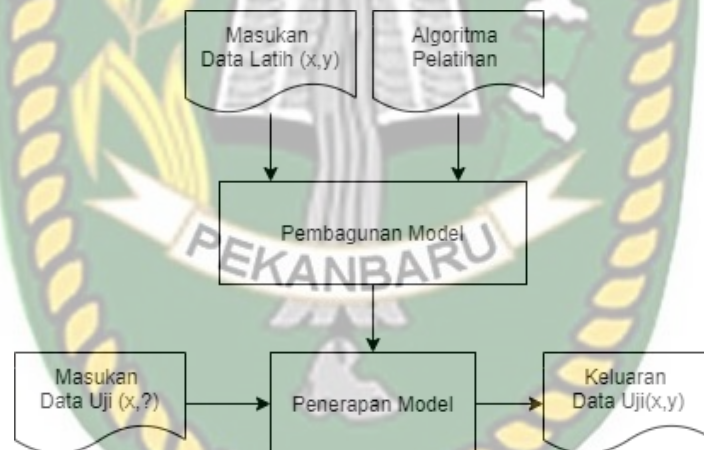 Masukan
Data Latih (x,y)
Algoritma
Pelatihan
Pembagunan Model
PEKANBARU
Masukan
Data Uji (x,?)
Penerapan Model
Keluaran
Data Uji(x,y)